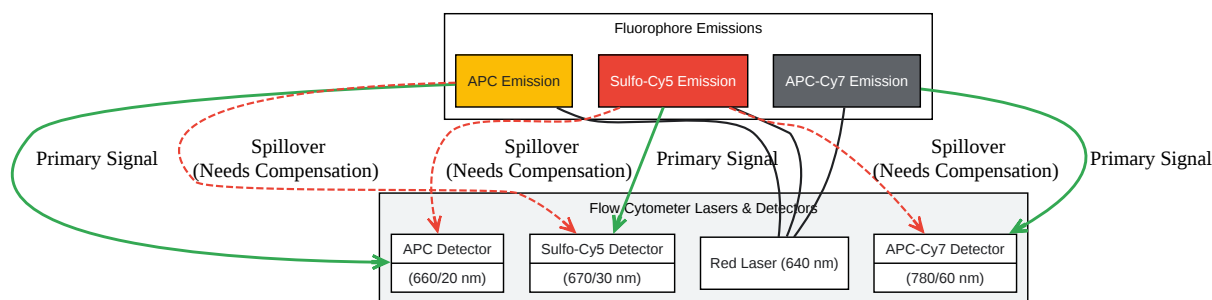 Fluorophore Emissions
APC Emission
Sulfo-Cy5 Emission
APC-Cy7 Emission
Primary Signal
Spillover
(Needs Compensation)
Spillover
(Needs Compensation)
Primary Signal
Spillover
(Needs Compensation)
Primary Signal
Flow Cytometer Lasers & Detectors
APC Detector
(660/20 nm)
Sulfo-Cy5 Detector
(670/30 nm)
Red Laser (640 nm)
APC-Cy7 Detector
(780/60 nm)